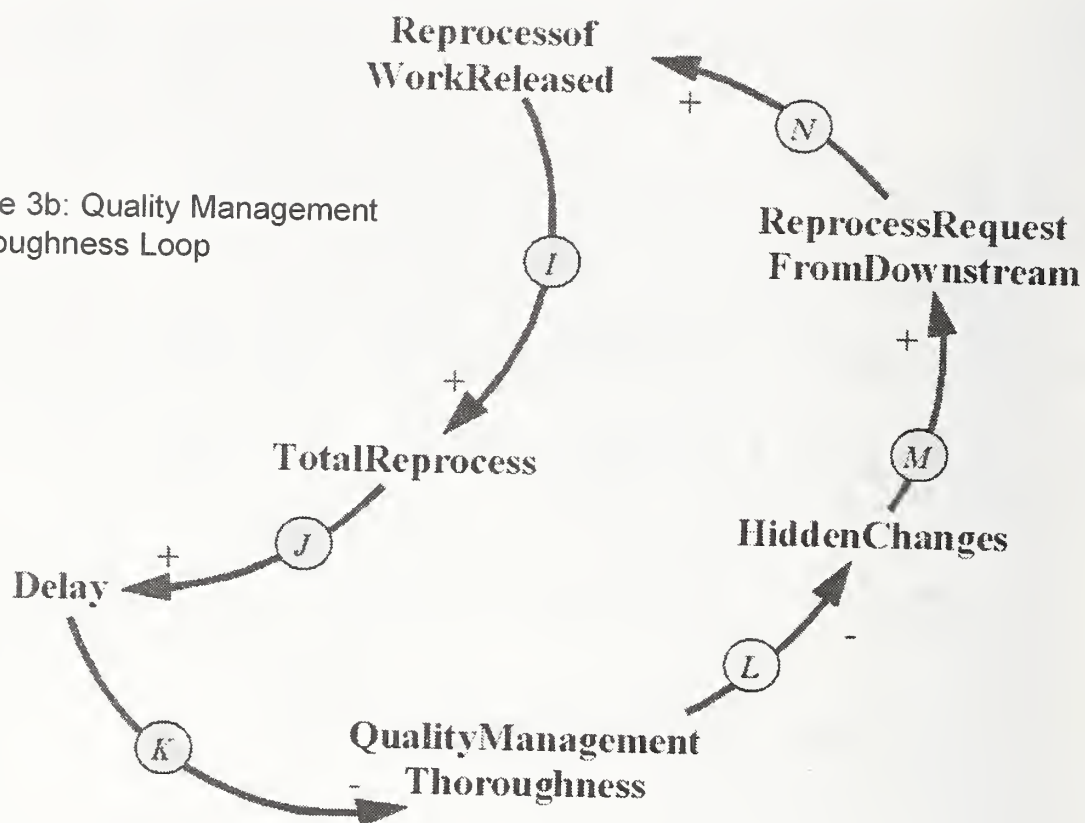 Reprocessof
WorkReleased
+
N
e 3b: Quality Management
oughness Loop
ReprocessRequest
FromDownstream
I
+
+
TotalReprocess
M
J
HiddenChanges
+
Delay
-
L
K
QualityManagement
Thoroughness
-